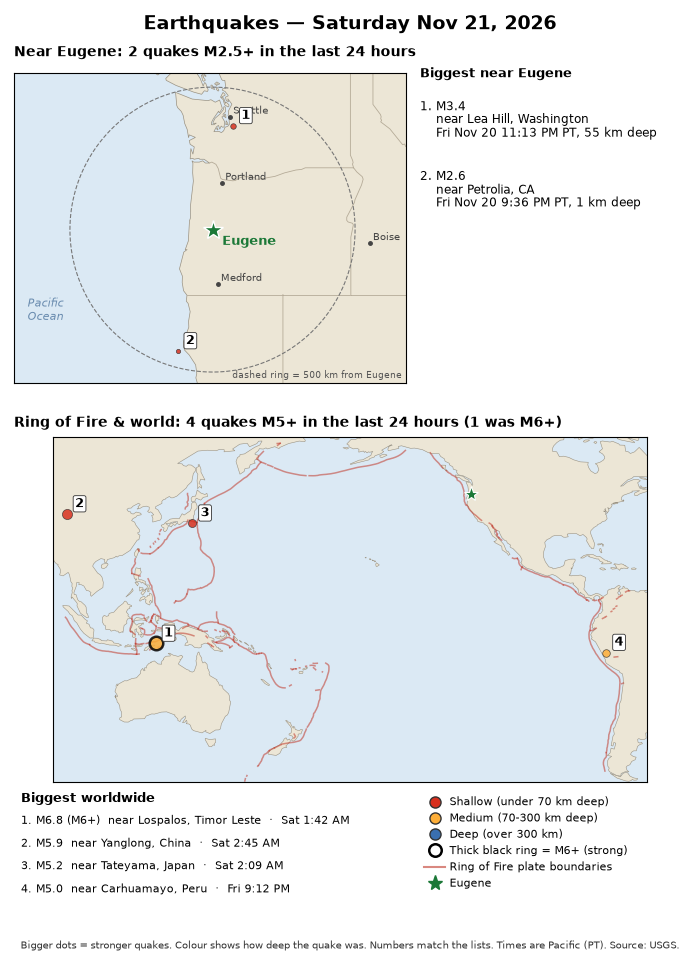 Earthquakes — Saturday Nov 21, 2026
Near Eugene: 2 quakes M2.5+ in the last 24 hours
Biggest near Eugene
1. M3.4
near Lea Hill, Washington
Fri Nov 20 11:13 PM PT, 55 km deep
2. M2.6
near Petrolia, CA
Fri Nov 20 9:36 PM PT, 1 km deep
Seattle
1
Portland
Eugene
Boise
Medford
Pacific
Ocean
2
dashed ring = 500 km from Eugene
Ring of Fire & world: 4 quakes M5+ in the last 24 hours (1 was M6+)
2
3
1
4
Biggest worldwide
1. M6.8 (M6+) near Lospalos, Timor Leste · Sat 1:42 AM
2. M5.9 near Yanglong, China · Sat 2:45 AM
3. M5.2 near Tateyama, Japan · Sat 2:09 AM
4. M5.0 near Carhuamayo, Peru · Fri 9:12 PM
Shallow (under 70 km deep)
Medium (70-300 km deep)
Deep (over 300 km)
Thick black ring = M6+ (strong)
Ring of Fire plate boundaries
Eugene
Bigger dots = stronger quakes. Colour shows how deep the quake was. Numbers match the lists. Times are Pacific (PT). Source: USGS.